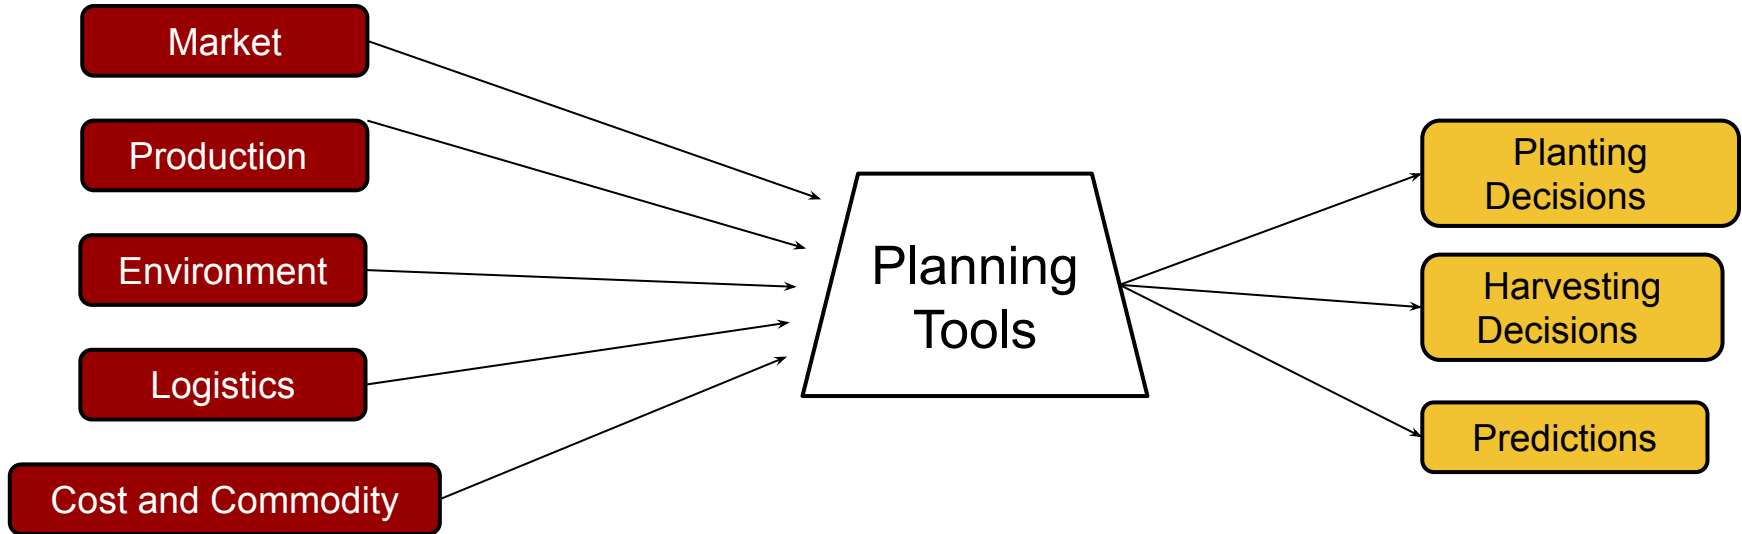 Market
Production
Environment
Logistics
Cost and Commodity
Planning
Tools
Planting
Decisions
Harvesting
Decisions
Predictions